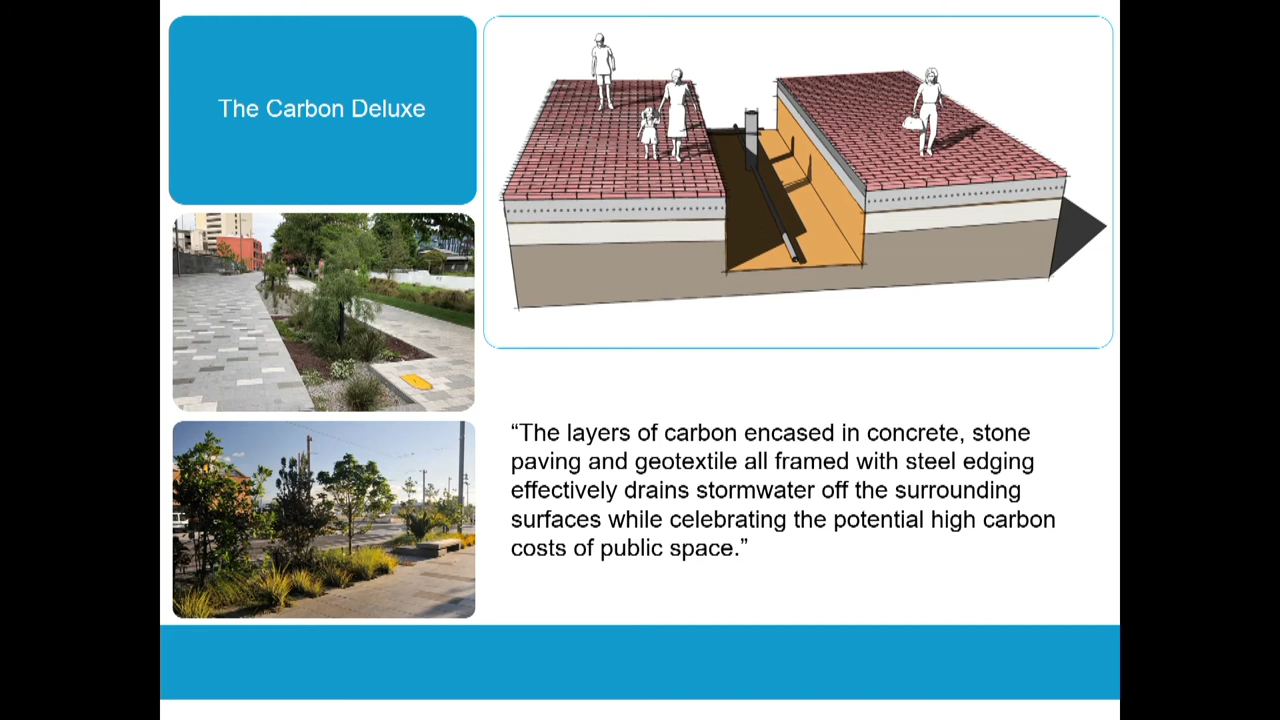 The Carbon Deluxe
“The layers of carbon encased in concrete, stone
paving and geotextile all framed with steel edging
effectively drains stormwater off the surrounding
surfaces while celebrating the potential high carbon
costs of public space.”